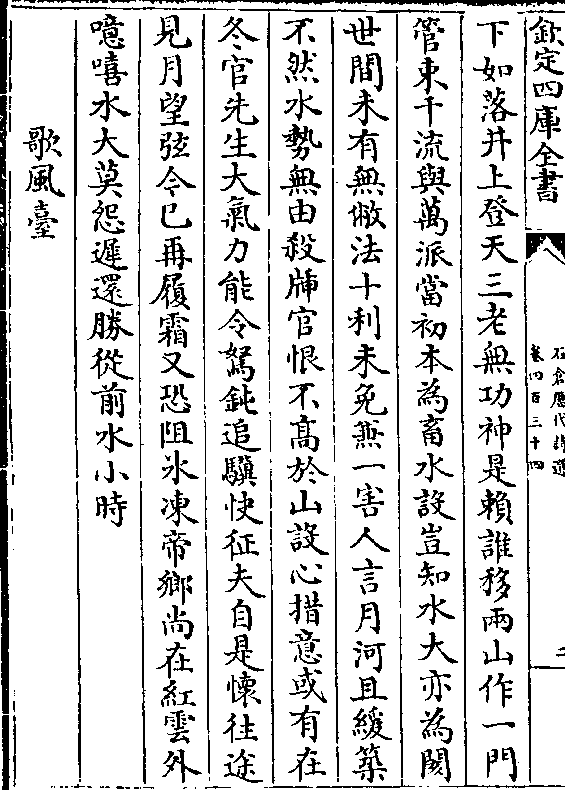 欽定四庫全書
石倉歷代詩選
卷四百三十四
二
下如落井上登天三老無功神是賴誰移兩山作一門
管束千流與萬派當初本為畜水設豈知水大亦為閡
世間未有無憿法十利未免燕一害人言月河且緩築
不然水勢無由殺牐官恨不髙於山設心措意或有在
冬官先生大氣力能令駑鈍追驥快征夫自是懷往途
見月望弦今已再履霜又恐阻氷凍帝鄉尚在紅雲外
噫嘻水大莫怨遲還勝從前水小時
歌風臺